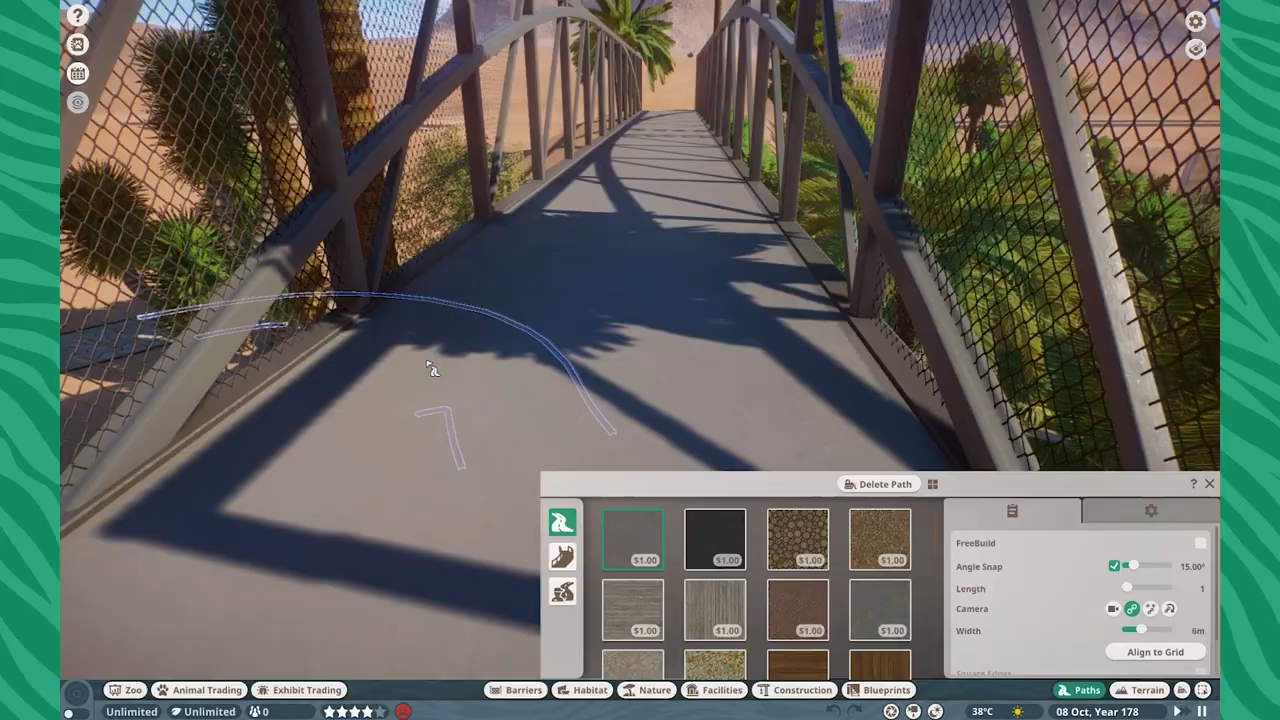 Delete Path
?
$1.00 $1.00 $1.00 $1.00
$1.00 $1.00 $1.00 $1.00
FreeBuild
Angle Snap 15.00°
Length 1
Camera
Width 6m
Align to Grid
Zoo Animal Trading Exhibit Trading Barriers Habitat Nature Facilities Construction Blueprints Paths Terrain
Unlimited Unlimited 0 38°C 08 Oct, Year 178